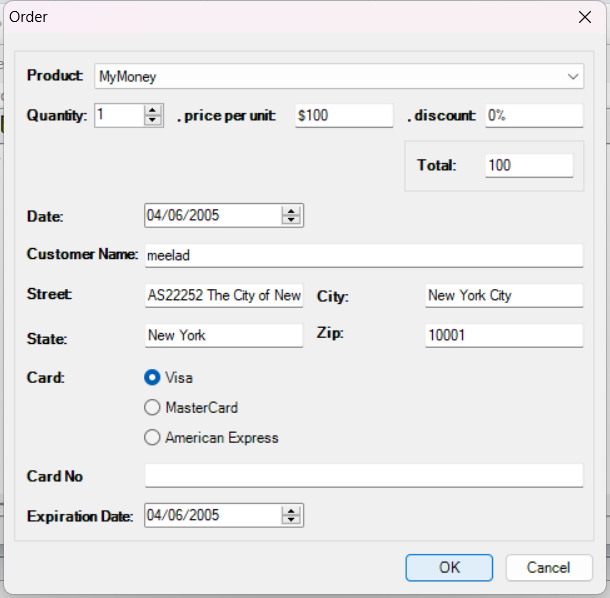 Order
Product: MyMoney
Quantity: 1 , price per unit: $100 , discount: 0%
Total: 100
Date: 04/06/2005
Customer Name: meelad
Street: AS22252 The City of New City: New York City
State: New York Zip: 10001
Card: Visa
MasterCard
American Express
Card No
Expiration Date: 04/06/2005
OK Cancel